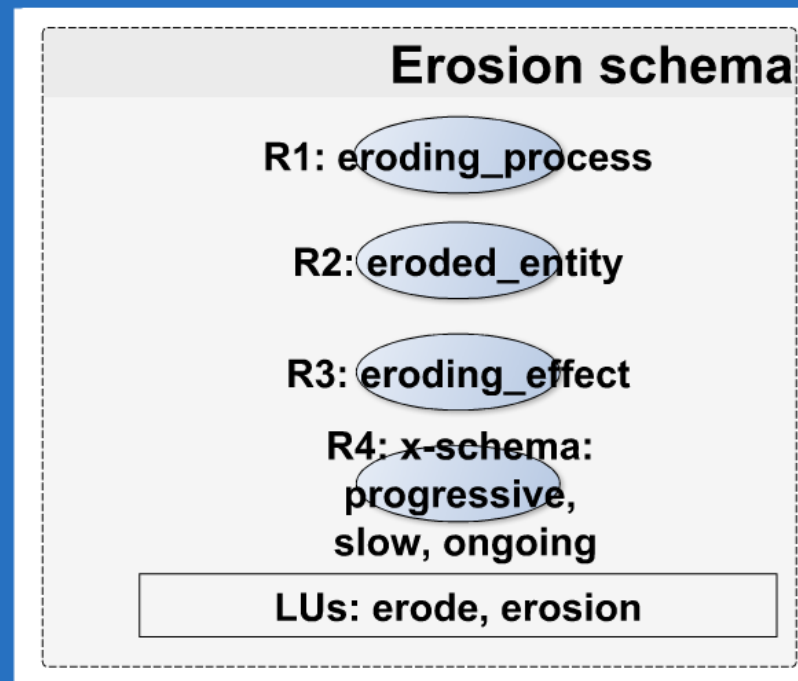 Erosion schema
R1: eroding_process
R2: eroded_entity
R3: eroding_effect
R4: x-schema:
progressive,
slow, ongoing
LUs: erode, erosion